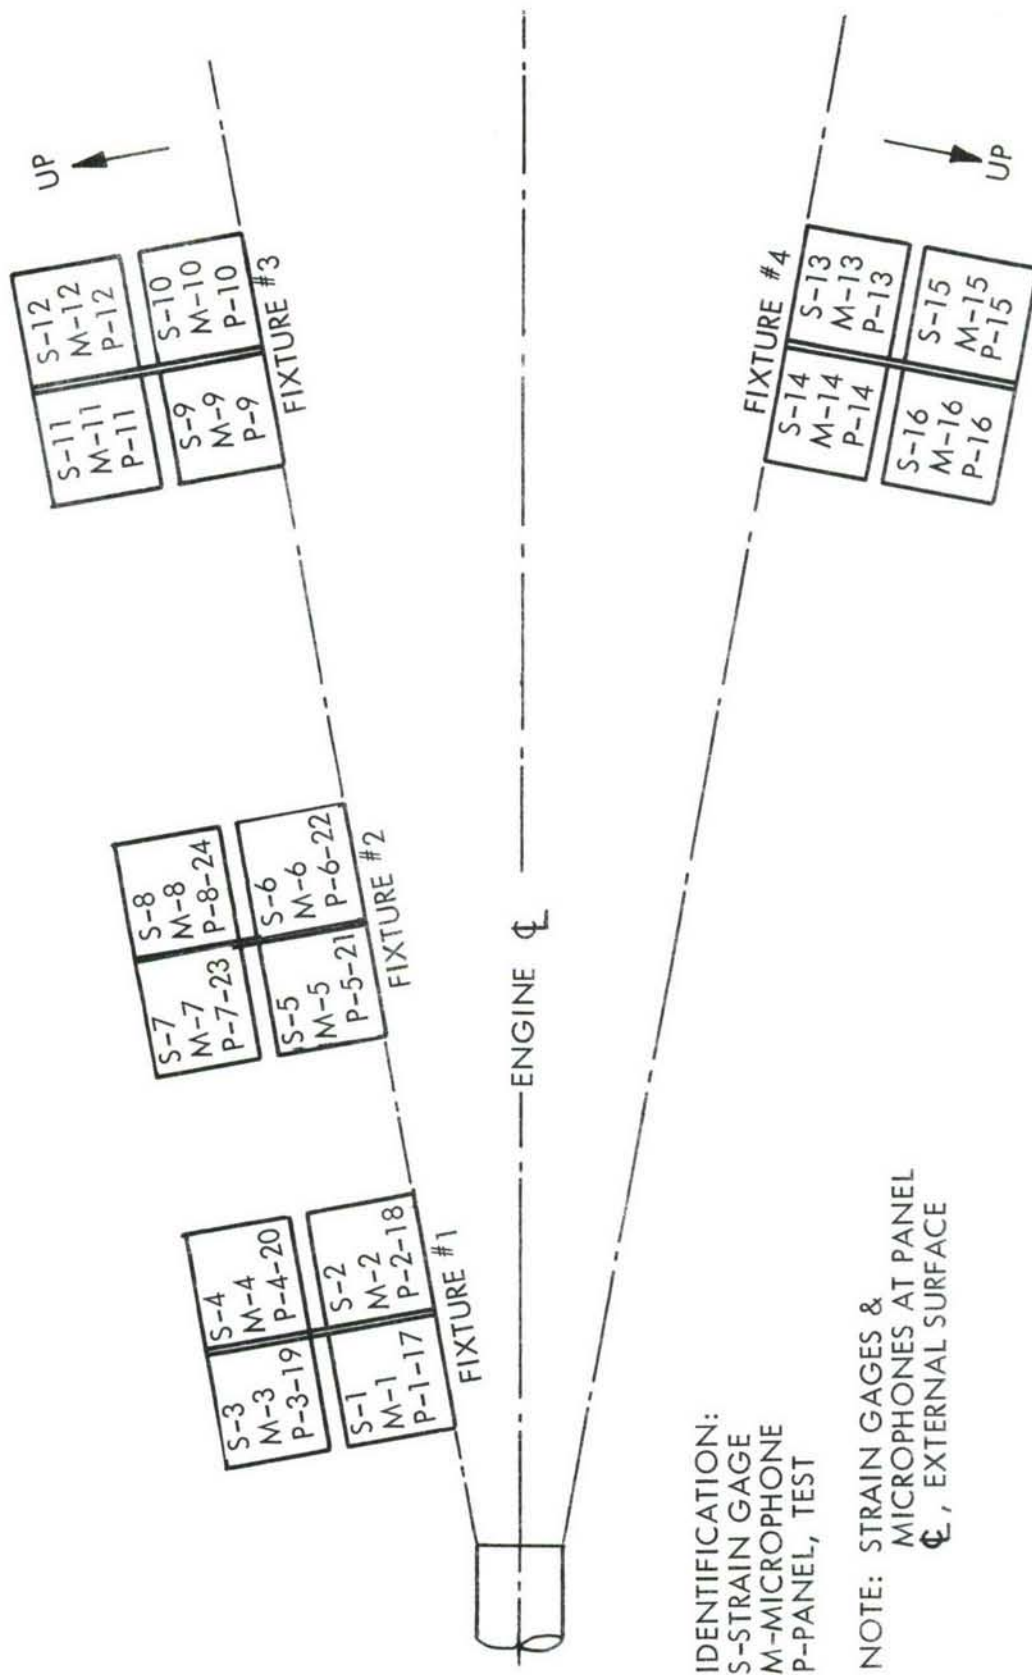 UP
S-11
M-11
P-11
S-12
M-12
P-12
S-9
M-9
P-9
S-10
M-10
P-10
FIXTURE #3
S-7
M-7
P-7-23
S-8
M-8
P-8-24
S-5
M-5
P-5-21
S-6
M-6
P-6-22
FIXTURE #2
S-3
M-3
P-3-19
S-4
M-4
P-4-20
S-1
M-1
P-1-17
S-2
M-2
P-2-18
FIXTURE #1
ENGINE ℄
FIXTURE #4
S-14
M-14
P-14
S-13
M-13
P-13
S-16
M-16
P-16
S-15
M-15
P-15
UP
IDENTIFICATION:
S-STRAIN GAGE
M-MICROPHONE
P-PANEL, TEST
NOTE: STRAIN GAGES &
MICROPHONES AT PANEL
℄, EXTERNAL SURFACE